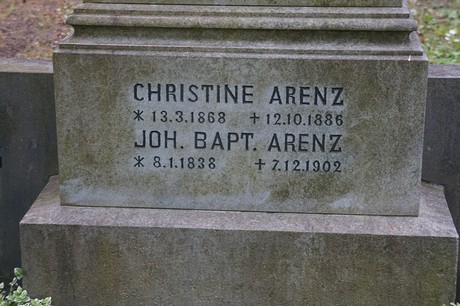 CHRISTINE ARENZ
* 13.3.1868 +12.10.1886
JOH. BAPT. ARENZ
* 8.1.1838 +7.12.1902